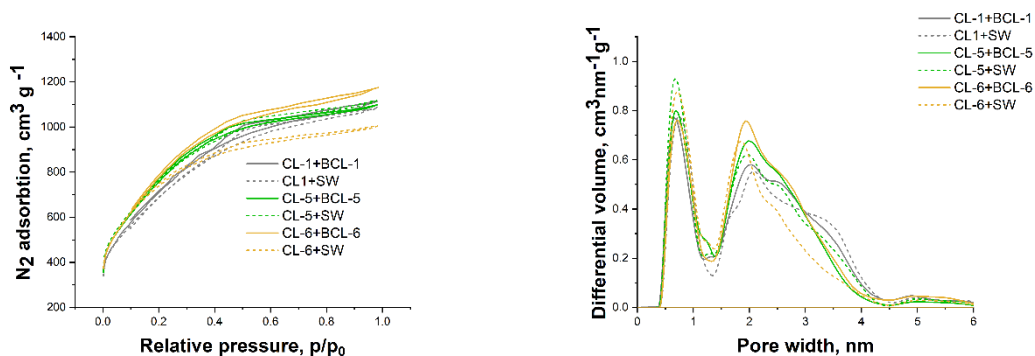 1400
1200
1000
800
600
400
200
N2 adsorbtion, cm3 g -1
0.0 0.2 0.4 0.6 0.8 1.0
Relative pressure, p/p0
CL-1+BCL-1
CL1+SW
CL-5+BCL-5
CL-5+SW
CL-6+BCL-6
CL-6+SW
CL-1+BCL-1
CL1+SW
CL-5+BCL-5
CL-5+SW
CL-6+BCL-6
CL-6+SW
1.0
0.8
0.6
0.4
0.2
0.0
Differential volume, cm3nm-1g-1
0 1 2 3 4 5 6
Pore width, nm